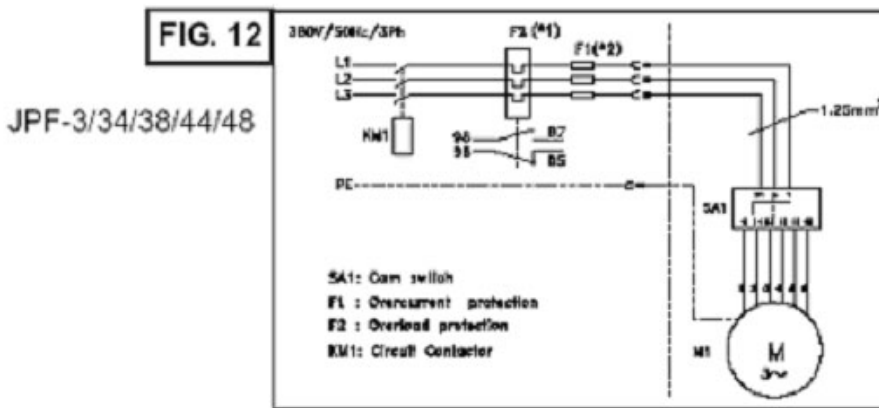 FIG. 12
JPF-3/34/38/44/48
380V/50Hz/3Ph
F2(*1)
F1(*2)
L1
L2
L3
1.25mm²
KM1
98
97
95
PE
SA1
SA1: Cam switch
F1 : Overcurrent protection
F2 : Overload protection
KM1: Circuit Contactor
M1
M
3~